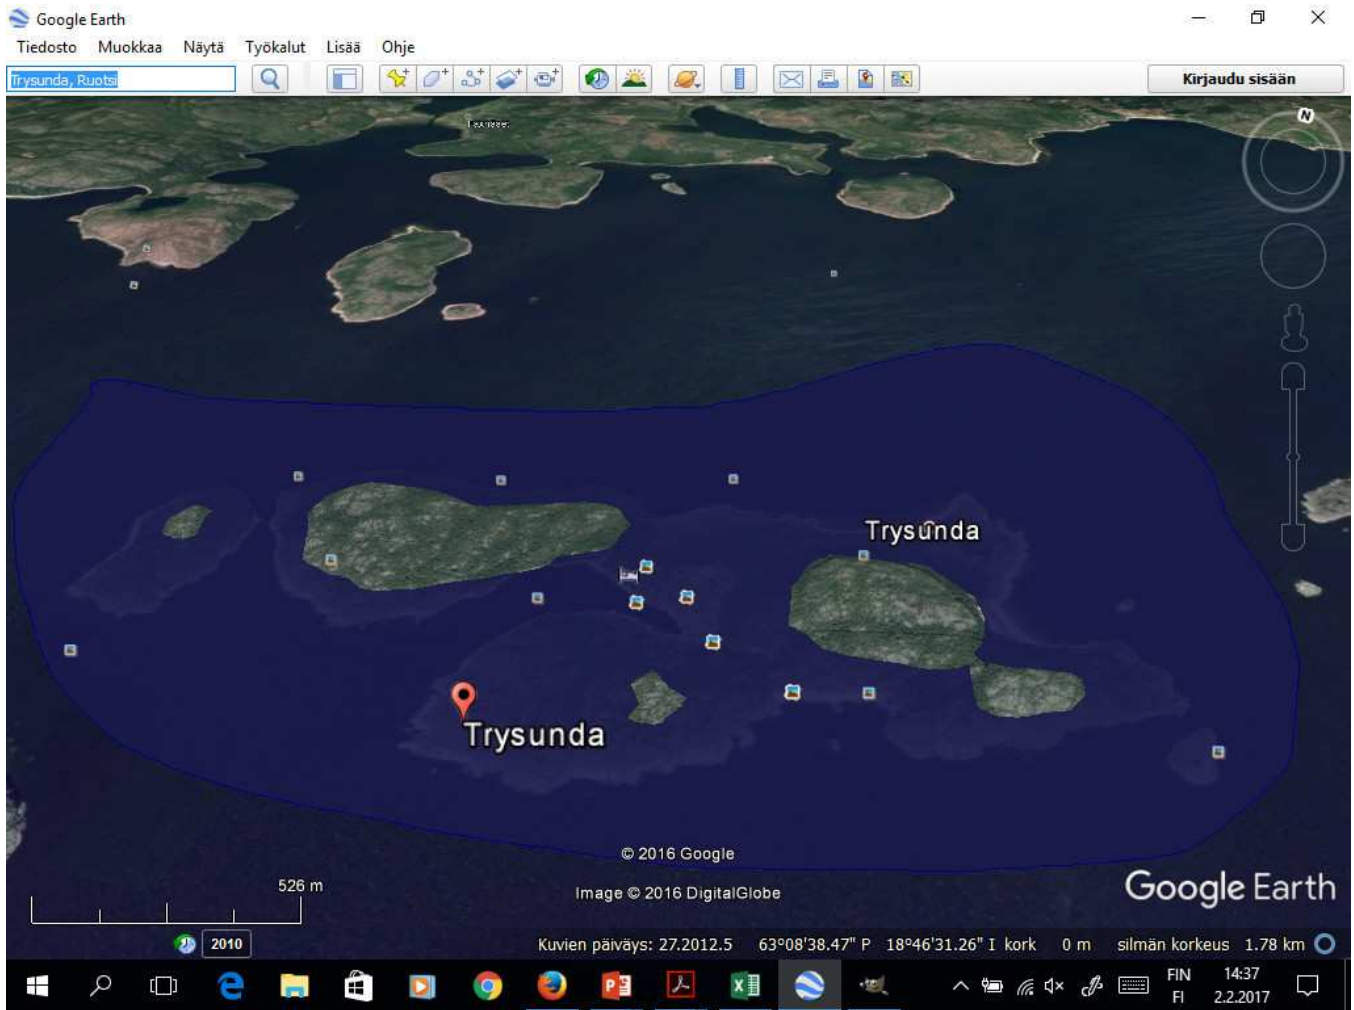 Google Earth
Tiedosto Muokkaa Näytä Työkalut Lisää Ohje
Trysunda, Ruotsi
Kirjaudu sisään
N
Trysunda
Trysunda
© 2016 Google
526 m
Image © 2016 DigitalGlobe
Google Earth
2010
Kuvien päiväys: 27.2012.5 63°08'38.47" P 18°46'31.26" I kork 0 m silmän korkeus 1.78 km
FIN
FI
14:37
2.2.2017